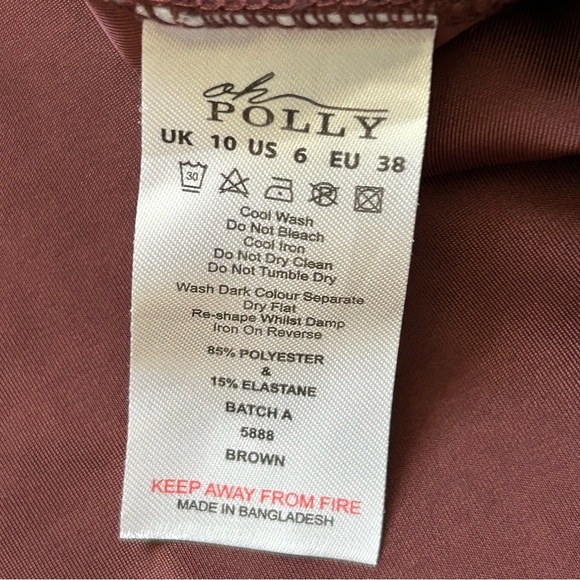 oh
POLLY
UK 10 US 6 EU 38
30
Cool Wash
Do Not Bleach
Cool Iron
Do Not Dry Clean
Do Not Tumble Dry
Wash Dark Colour Separate
Dry Flat
Re-shape Whilst Damp
Iron On Reverse
85% POLYESTER
&
15% ELASTANE
BATCH A
5888
BROWN
KEEP AWAY FROM FIRE
MADE IN BANGLADESH